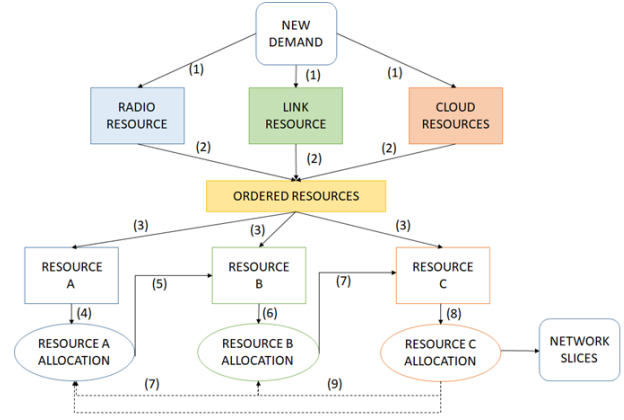 NEW
DEMAND
(1)
(1)
(1)
RADIO
RESOURCE
LINK
RESOURCE
CLOUD
RESOURCES
(2)
(2)
(2)
ORDERED RESOURCES
(3)
(3)
(3)
RESOURCE
A
RESOURCE
B
RESOURCE
C
(5)
(7)
(4)
(6)
(8)
RESOURCE A
ALLOCATION
RESOURCE B
ALLOCATION
RESOURCE C
ALLOCATION
NETWORK
SLICES
(7)
(9)